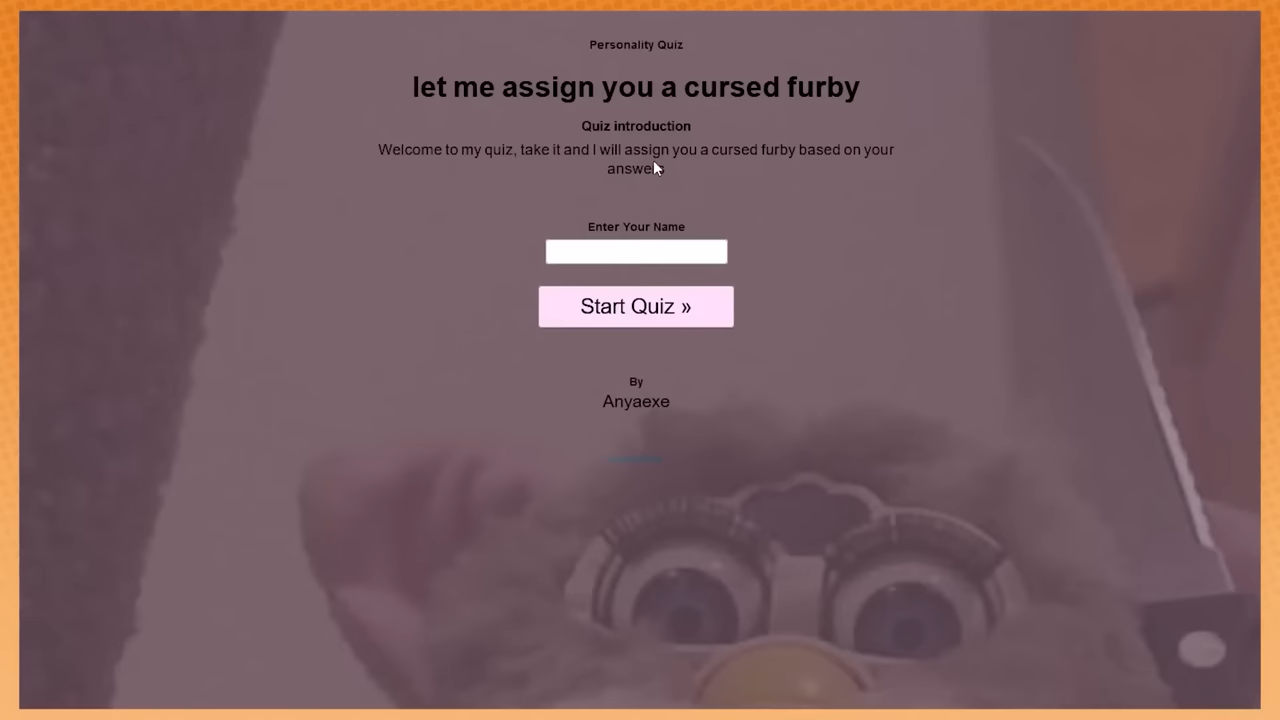 Personality Quiz
let me assign you a cursed furby
Quiz introduction
Welcome to my quiz, take it and I will assign you a cursed furby based on your
answers
Enter Your Name
Start Quiz »
By
Anyaexe